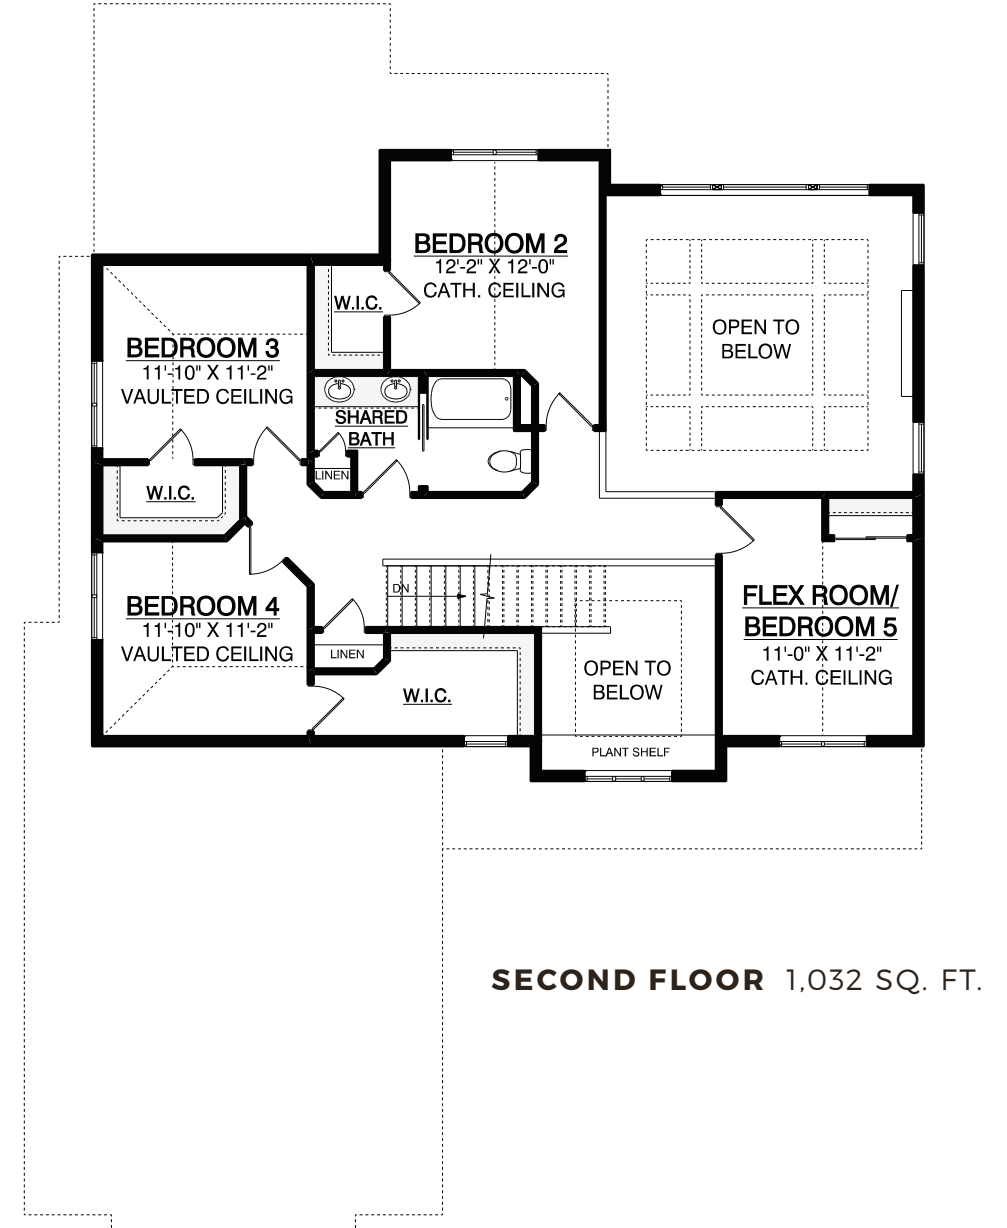 BEDROOM 2
12'-2" X 12'-0"
CATH. CEILING
W.I.C.
OPEN TO
BELOW
BEDROOM 3
11'-10" X 11'-2"
VAULTED CEILING
SHARED
BATH
LINEN
W.I.C.
DN
BEDROOM 4
11'-10" X 11'-2"
VAULTED CEILING
LINEN
W.I.C.
OPEN TO
BELOW
PLANT SHELF
FLEX ROOM/
BEDROOM 5
11'-0" X 11'-2"
CATH. CEILING
SECOND FLOOR 1,032 SQ. FT.